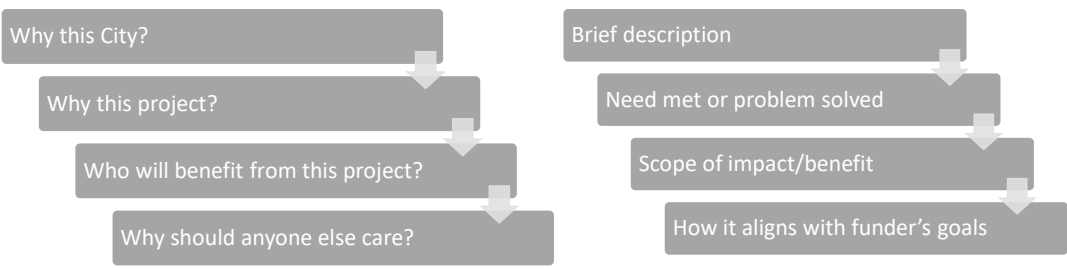 Why this City?
Why this project?
Who will benefit from this project?
Why should anyone else care?
Brief description
Need met or problem solved
Scope of impact/benefit
How it aligns with funder’s goals